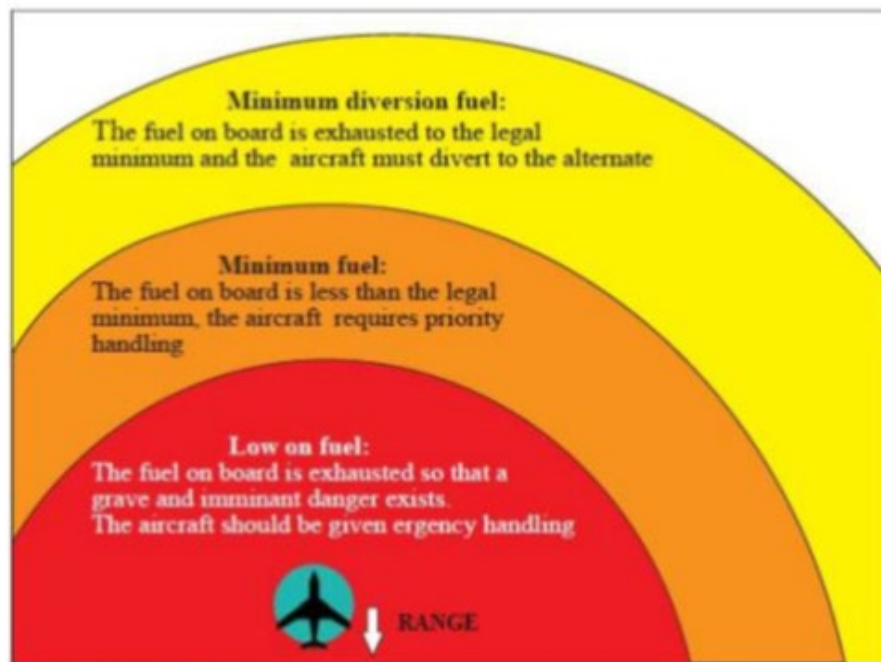 Minimum diversion fuel:
The fuel on board is exhausted to the legal
minimum and the aircraft must divert to the alternate
Minimum fuel:
The fuel on board is less than the legal
minimum, the aircraft requires priority
handling
Low on fuel:
The fuel on board is exhausted so that a
grave and imminant danger exists.
The aircraft should be given ergency handling
RANGE